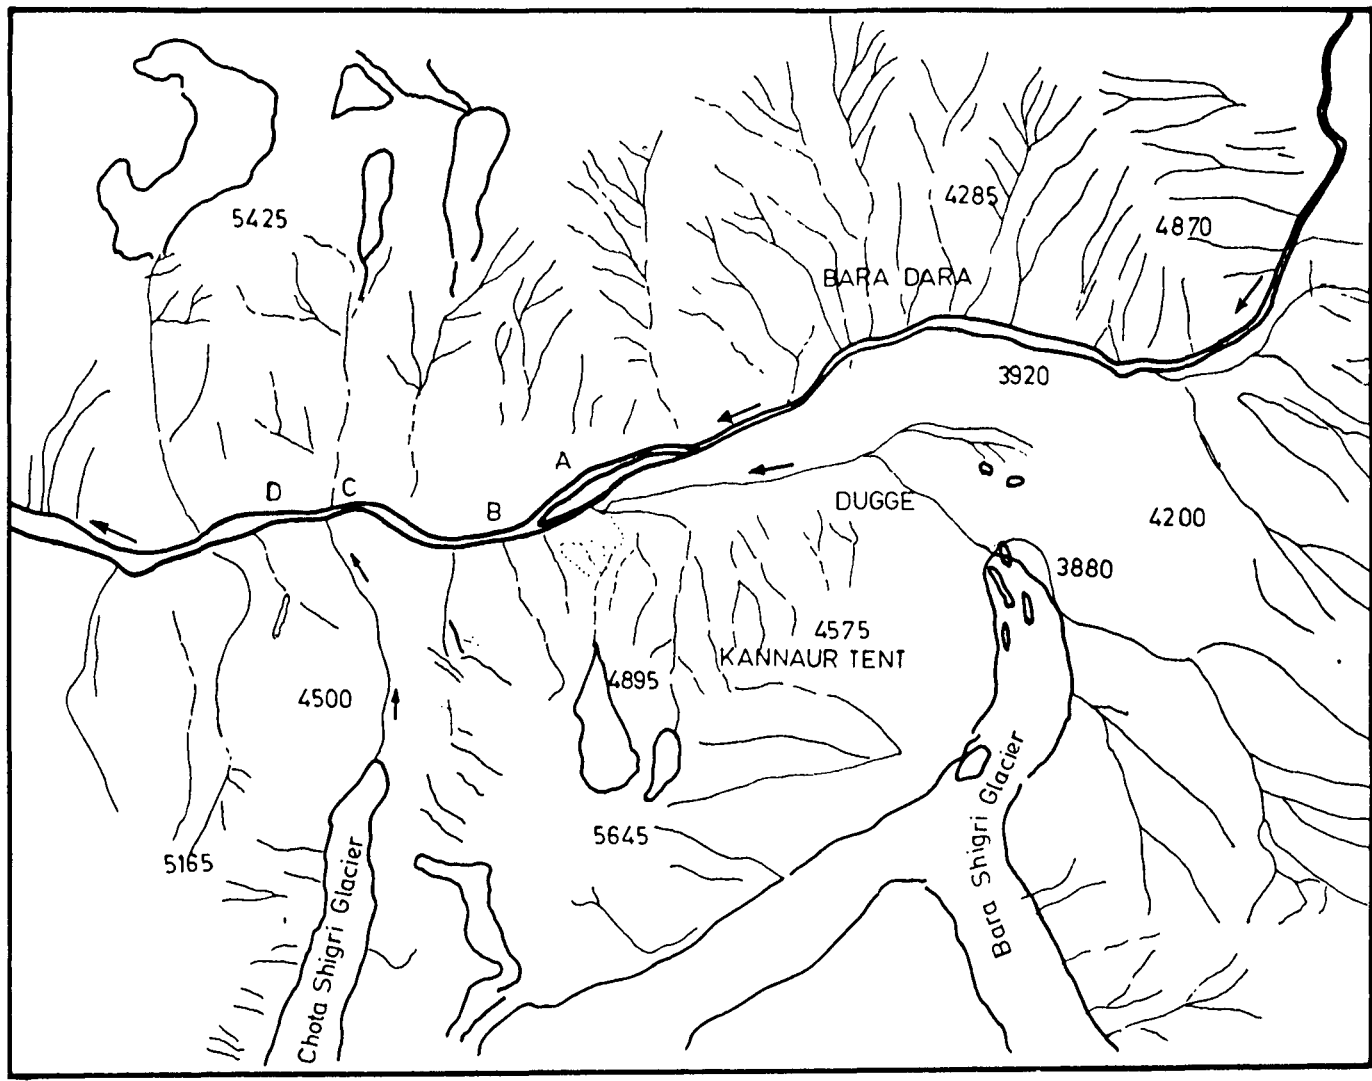 5425
4285
4870
BARA DARA
3920
A
D
C
B
DUGGE
4200
3880
4575
KANNAUR TENT
4895
4500
5645
5165
Chota Shigri Glacier
Bara Shigri Glacier